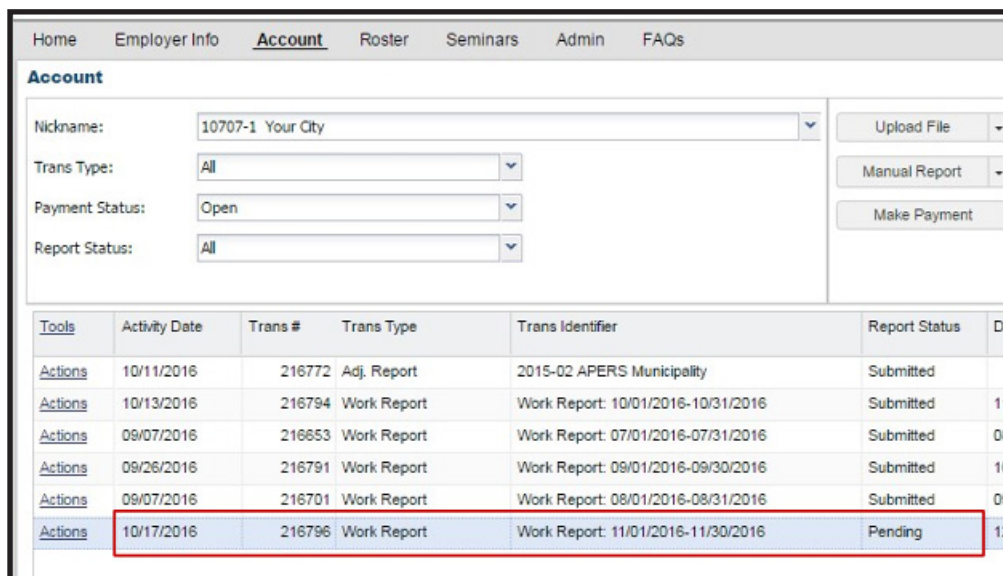 Home Employer Info Account Roster Seminars Admin FAQs
Account
Nickname: 10707-1 Your City Upload File
Trans Type: All Manual Report
Payment Status: Open Make Payment
Report Status: All
Tools Activity Date Trans # Trans Type Trans Identifier Report Status D
Actions 10/11/2016 216772 Adj. Report 2015-02 APERS Municipality Submitted
Actions 10/13/2016 216794 Work Report Work Report: 10/01/2016-10/31/2016 Submitted 1
Actions 09/07/2016 216653 Work Report Work Report: 07/01/2016-07/31/2016 Submitted 0
Actions 09/26/2016 216791 Work Report Work Report: 09/01/2016-09/30/2016 Submitted 1
Actions 09/07/2016 216701 Work Report Work Report: 08/01/2016-08/31/2016 Submitted 0
Actions 10/17/2016 216796 Work Report Work Report: 11/01/2016-11/30/2016 Pending 1